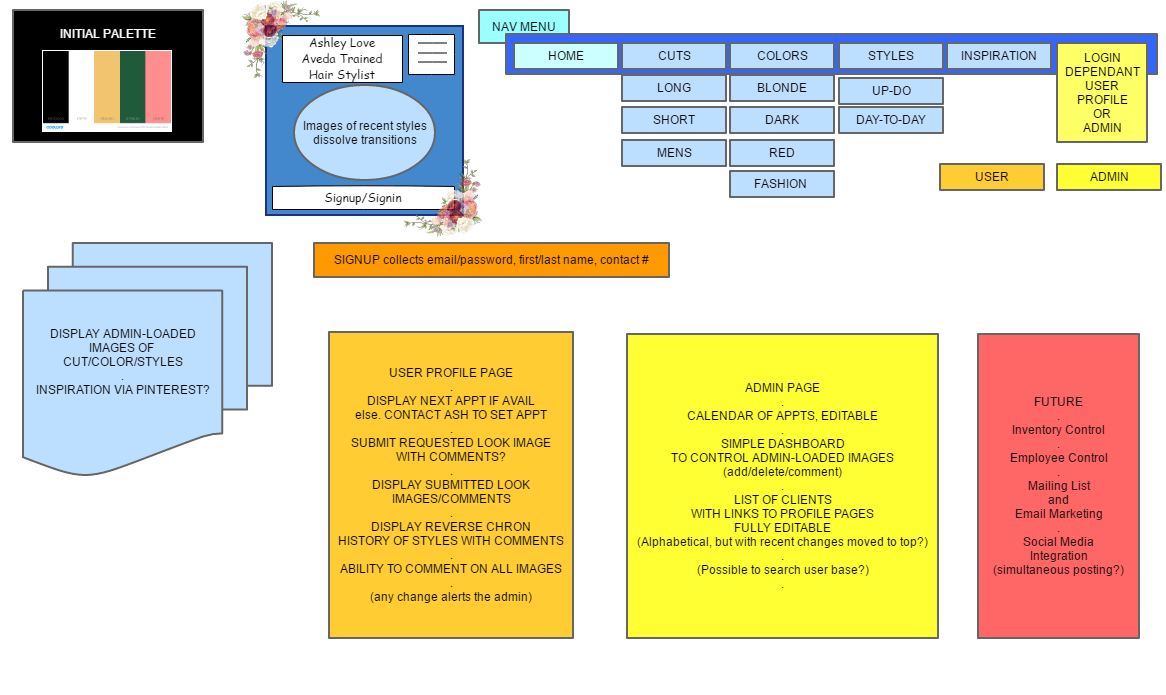 INITIAL PALETTE
Ashley Love
Aveda Trained
Hair Stylist
Images of recent styles
dissolve transitions
Signup/Signin
NAV MENU
HOME
CUTS
COLORS
STYLES
INSPIRATION
LOGIN
DEPENDANT
USER
PROFILE
OR
ADMIN
LONG
BLONDE
UP-DO
SHORT
DARK
DAY-TO-DAY
MENS
RED
FASHION
USER
ADMIN
SIGNUP collects email/password, first/last name, contact #
DISPLAY ADMIN-LOADED
IMAGES OF
CUT/COLOR/STYLES
.
INSPIRATION VIA PINTEREST?
USER PROFILE PAGE
.
DISPLAY NEXT APPT IF AVAIL
else. CONTACT ASH TO SET APPT
.
SUBMIT REQUESTED LOOK IMAGE
WITH COMMENTS?
.
DISPLAY SUBMITTED LOOK
IMAGES/COMMENTS
.
DISPLAY REVERSE CHRON
HISTORY OF STYLES WITH COMMENTS
.
ABILITY TO COMMENT ON ALL IMAGES
.
(any change alerts the admin)
ADMIN PAGE
.
CALENDAR OF APPTS, EDITABLE
.
SIMPLE DASHBOARD
TO CONTROL ADMIN-LOADED IMAGES
(add/delete/comment)
.
LIST OF CLIENTS
WITH LINKS TO PROFILE PAGES
FULLY EDITABLE
(Alphabetical, but with recent changes moved to top?)
.
(Possible to search user base?)
.
FUTURE
.
Inventory Control
.
Employee Control
.
Mailing List
and
Email Marketing
.
Social Media
Integration
(simultaneous posting?)